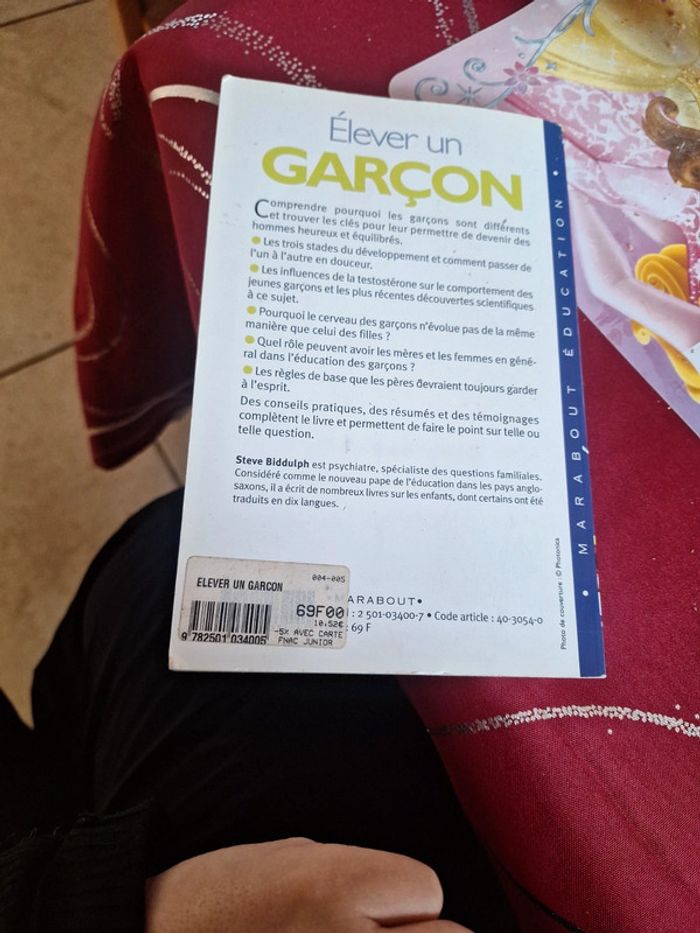 Élever un
GARÇON
Comprendre pourquoi les garçons sont différents
et trouver les clés pour leur permettre de devenir des
hommes heureux et équilibrés.
● Les trois stades du développement et comment passer de
l'un à l'autre en douceur.
● Les influences de la testostérone sur le comportement des
jeunes garçons et les plus récentes découvertes scientifiques
à ce sujet.
● Pourquoi le cerveau des garçons n'évolue pas de la même
manière que celui des filles ?
● Quel rôle peuvent avoir les mères et les femmes en géné-
ral dans l'éducation des garçons ?
● Les règles de base que les pères devraient toujours garder
à l'esprit.
Des conseils pratiques, des résumés et des témoignages
complètent le livre et permettent de faire le point sur telle ou
telle question.
Steve Biddulph est psychiatre, spécialiste des questions familiales.
Considéré comme le nouveau pape de l'éducation dans les pays anglo-
saxons, il a écrit de nombreux livres sur les enfants, dont certains ont été
traduits en dix langues.
• MARABOUT ÉDUCATION •
Photo de couverture : © Photonica
004-005
ELEVER UN GARCON
69F00
10.52€
-5% AVEC CARTE
FNAC JUNIOR
9 782501 034005
MARABOUT•
: 2 501-03400-7 • Code article : 40-3054-0
: 69 F